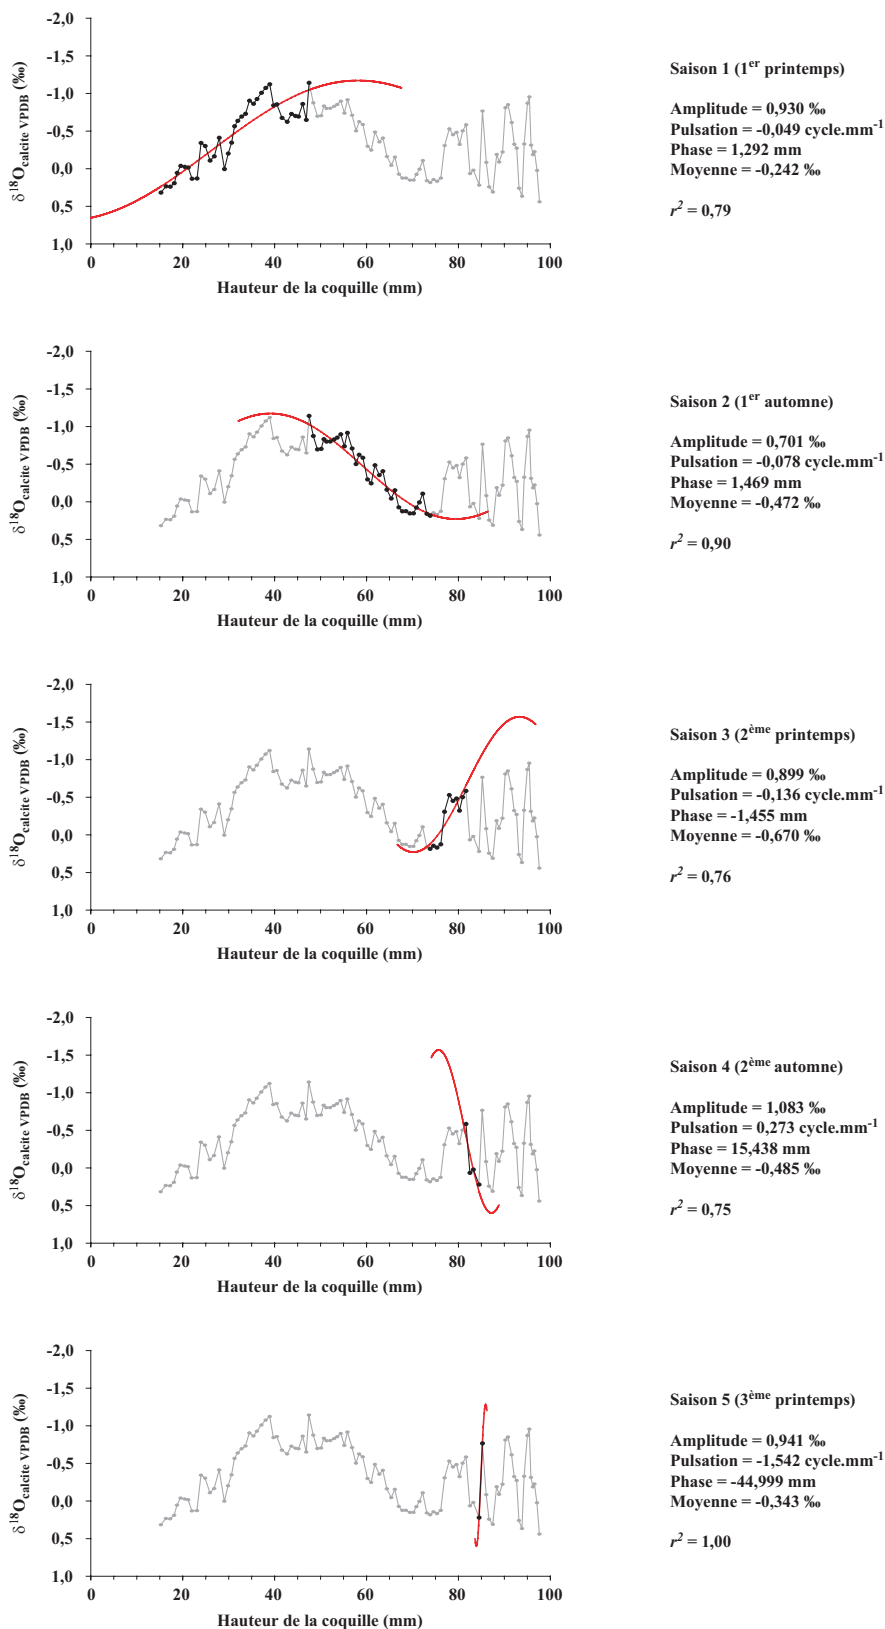 -2,0
-1,5
-1,0
-0,5
0,0
0,5
1,0
δ18Ocalcite VPDB (‰)
0 20 40 60 80 100
Hauteur de la coquille (mm)
Saison 1 (1er printemps)
Amplitude = 0,930 ‰
Pulsation = -0,049 cycle.mm-1
Phase = 1,292 mm
Moyenne = -0,242 ‰
r2 = 0,79
-2,0
-1,5
-1,0
-0,5
0,0
0,5
1,0
δ18Ocalcite VPDB (‰)
0 20 40 60 80 100
Hauteur de la coquille (mm)
Saison 2 (1er automne)
Amplitude = 0,701 ‰
Pulsation = -0,078 cycle.mm-1
Phase = 1,469 mm
Moyenne = -0,472 ‰
r2 = 0,90
-2,0
-1,5
-1,0
-0,5
0,0
0,5
1,0
δ18Ocalcite VPDB (‰)
0 20 40 60 80 100
Hauteur de la coquille (mm)
Saison 3 (2ème printemps)
Amplitude = 0,899 ‰
Pulsation = -0,136 cycle.mm-1
Phase = -1,455 mm
Moyenne = -0,670 ‰
r2 = 0,76
-2,0
-1,5
-1,0
-0,5
0,0
0,5
1,0
δ18Ocalcite VPDB (‰)
0 20 40 60 80 100
Hauteur de la coquille (mm)
Saison 4 (2ème automne)
Amplitude = 1,083 ‰
Pulsation = 0,273 cycle.mm-1
Phase = 15,438 mm
Moyenne = -0,485 ‰
r2 = 0,75
-2,0
-1,5
-1,0
-0,5
0,0
0,5
1,0
δ18Ocalcite VPDB (‰)
0 20 40 60 80 100
Hauteur de la coquille (mm)
Saison 5 (3ème printemps)
Amplitude = 0,941 ‰
Pulsation = -1,542 cycle.mm-1
Phase = -44,999 mm
Moyenne = -0,343 ‰
r2 = 1,00